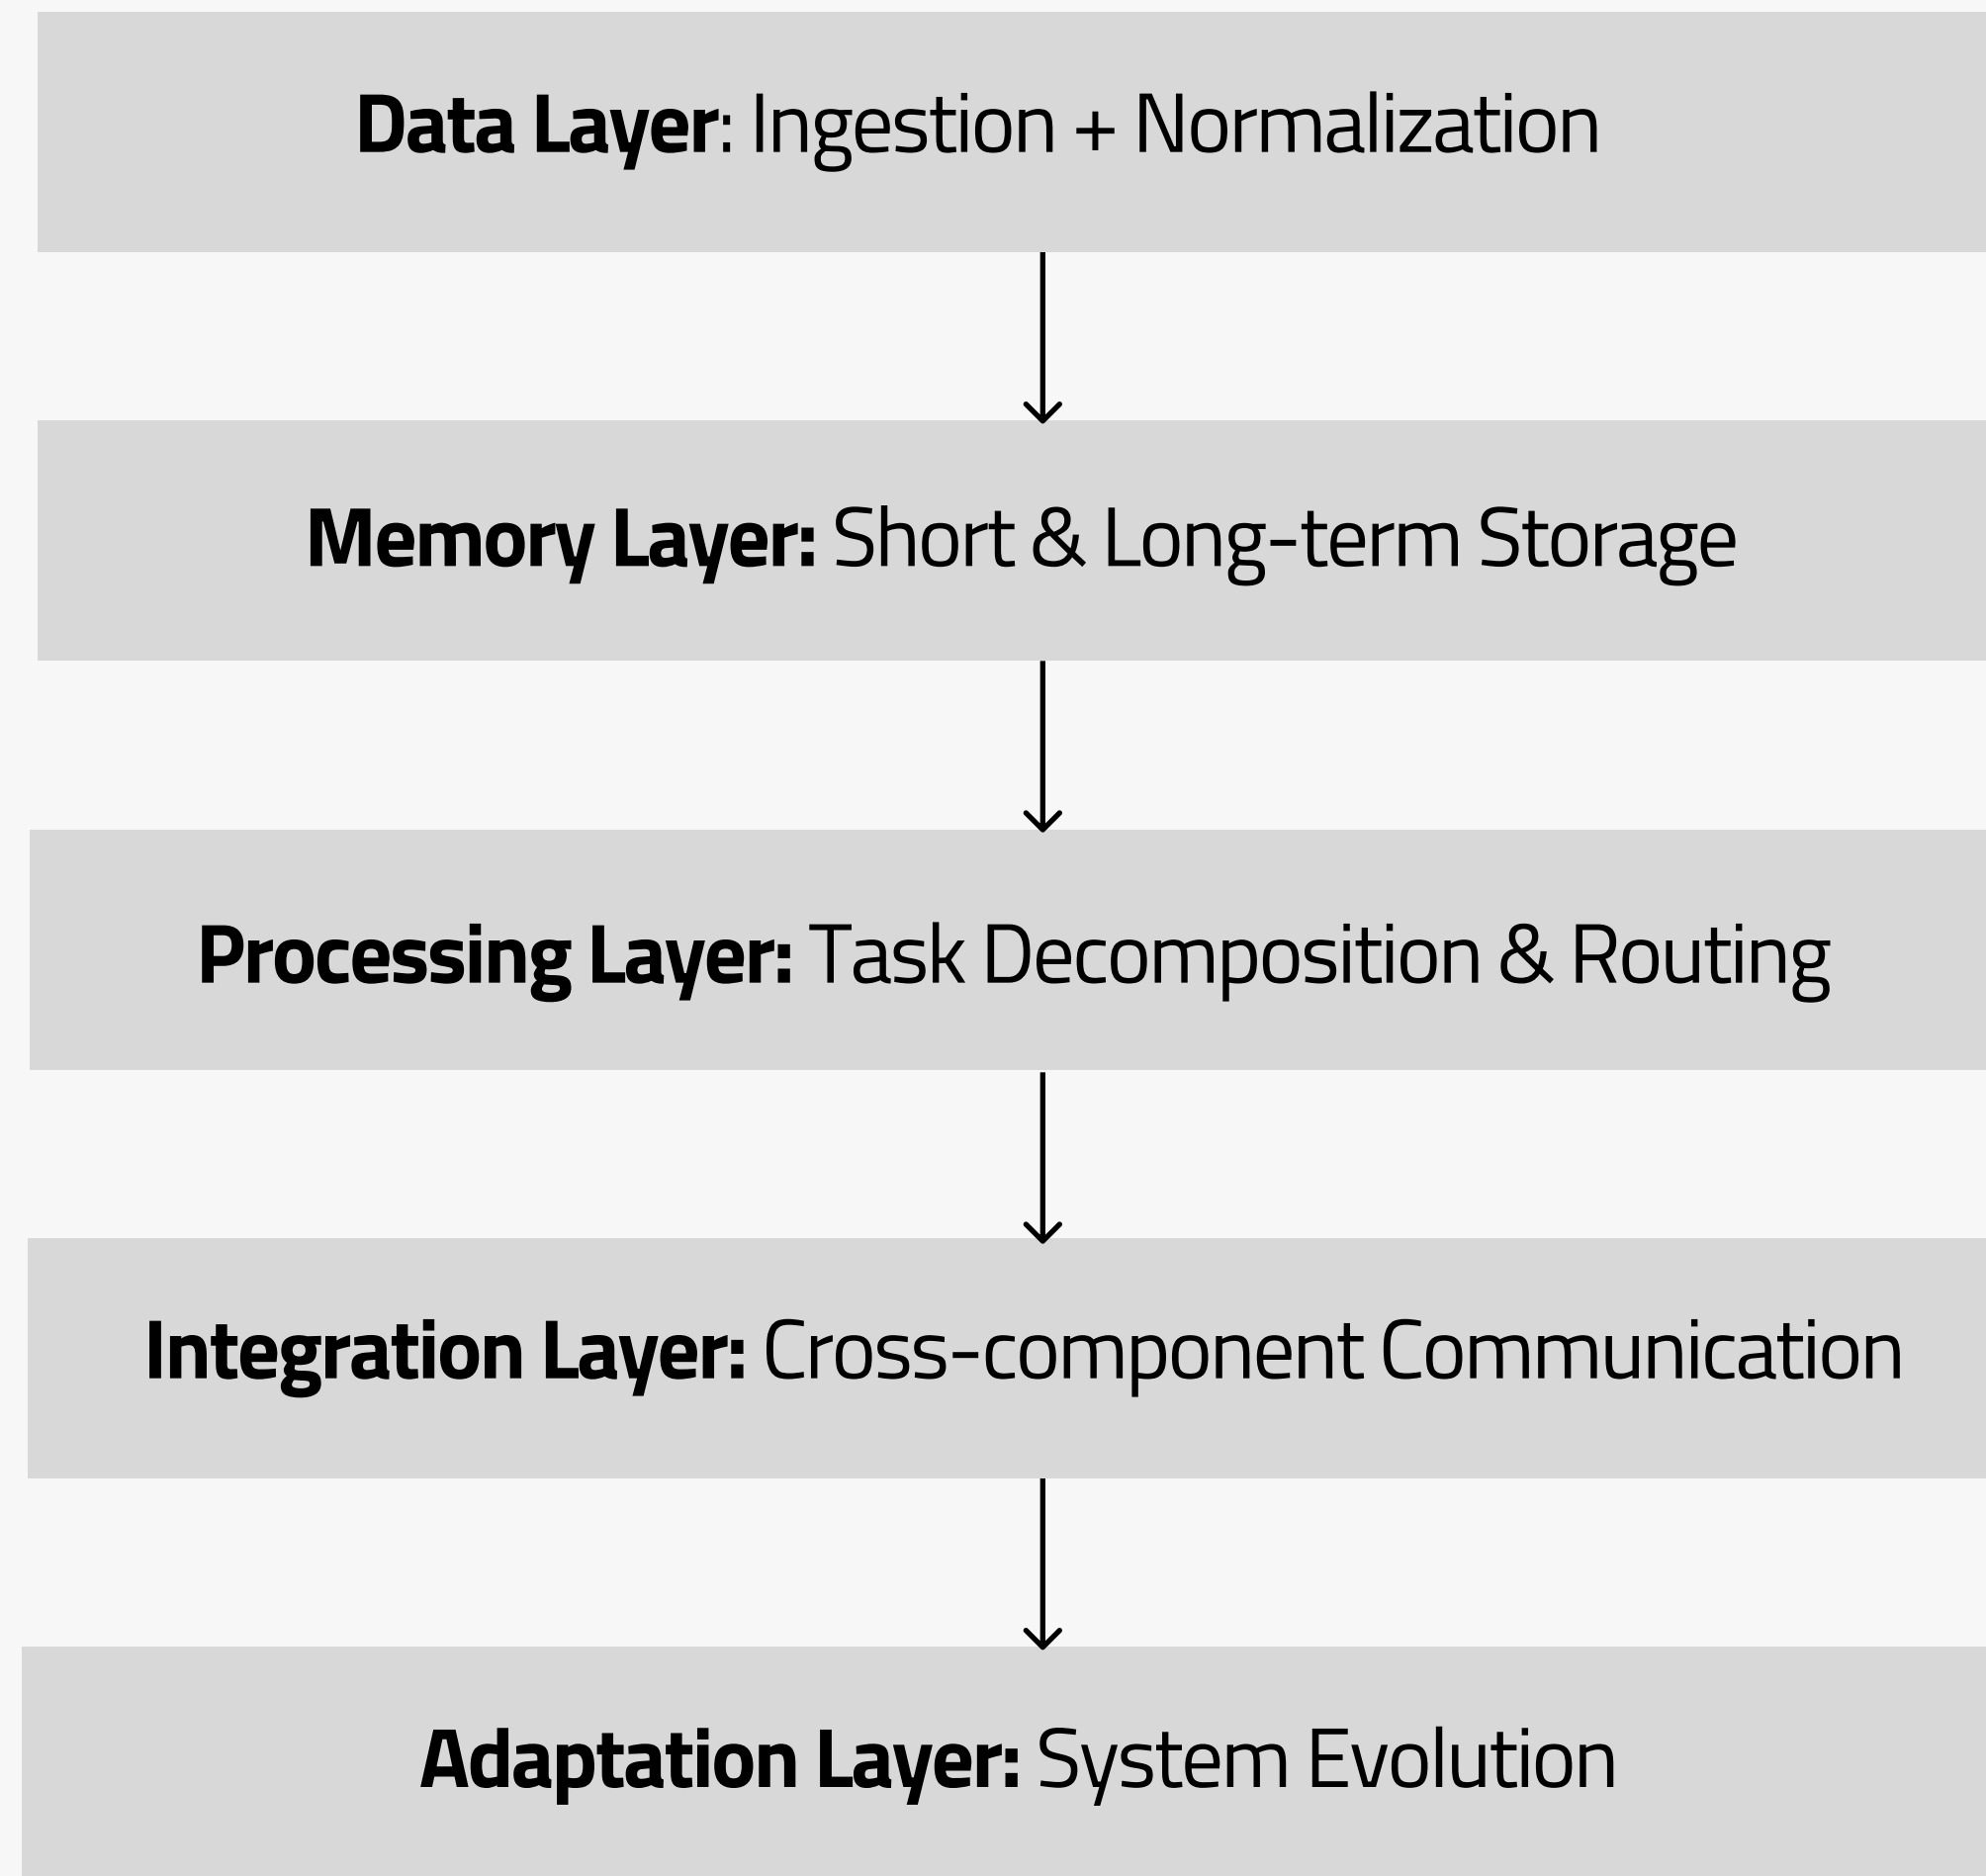 Data Layer: Ingestion + Normalization
Memory Layer: Short & Long-term Storage
Processing Layer: Task Decomposition & Routing
Integration Layer: Cross-component Communication
Adaptation Layer: System Evolution